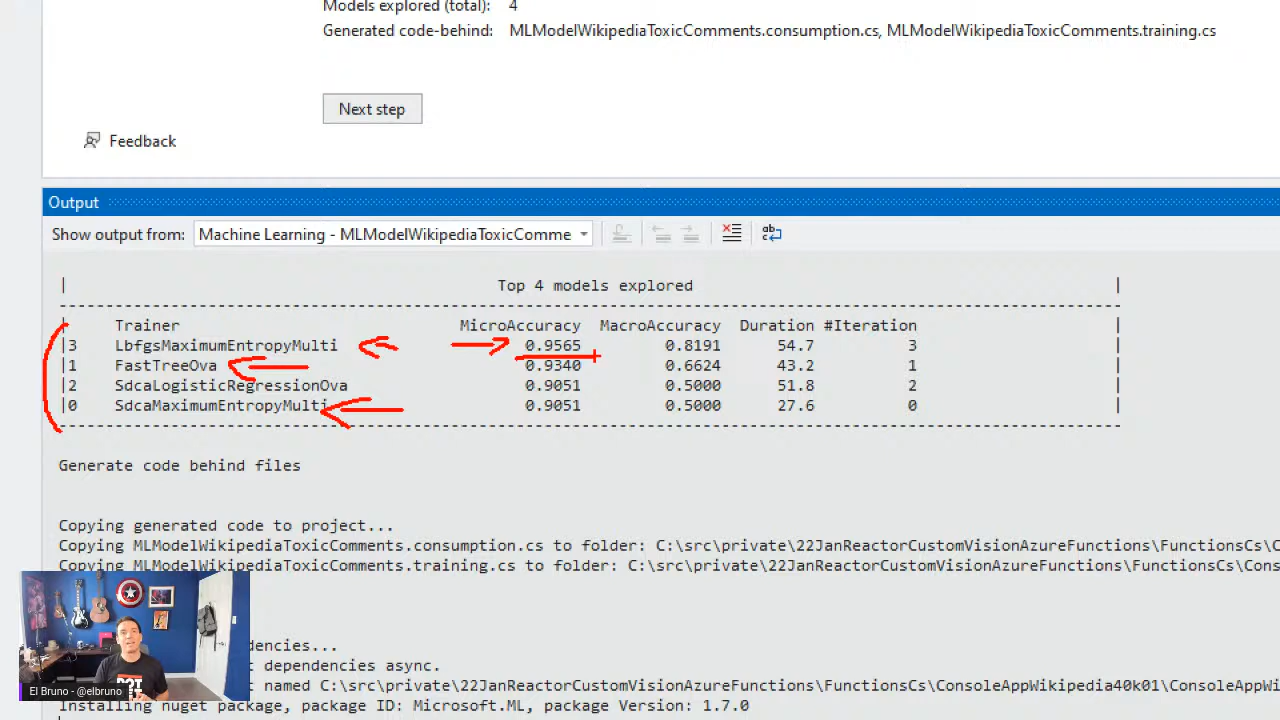 Models explored (total): 4
Generated code-behind: MLModelWikipediaToxicComments.consumption.cs, MLModelWikipediaToxicComments.training.cs
Next step
Feedback
Output
Show output from: Machine Learning - MLModelWikipediaToxicComme
| Top 4 models explored |
-------------------------------------------------------------------------------------------------------------------
| Trainer MicroAccuracy MacroAccuracy Duration #Iteration |
|3 LbfgsMaximumEntropyMulti 0.9565 0.8191 54.7 3 |
|1 FastTreeOva 0.9340 0.6624 43.2 1 |
|2 SdcaLogisticRegressionOva 0.9051 0.5000 51.8 2 |
|0 SdcaMaximumEntropyMulti 0.9051 0.5000 27.6 0 |
-------------------------------------------------------------------------------------------------------------------
Generate code behind files
Copying generated code to project...
Copying MLModelWikipediaToxicComments.consumption.cs to folder: C:\src\private\22JanReactorCustomVisionAzureFunctions\FunctionsCs\C
Copying MLModelWikipediaToxicComments.training.cs to folder: C:\src\private\22JanReactorCustomVisionAzureFunctions\FunctionsCs\Cons
dencies...
t dependencies async.
t named C:\src\private\22JanReactorCustomVisionAzureFunctions\FunctionsCs\ConsoleAppWikipedia40k01\ConsoleAppWi
El Bruno - @elbruno
Installing nuget package, package ID: Microsoft.ML, package Version: 1.7.0